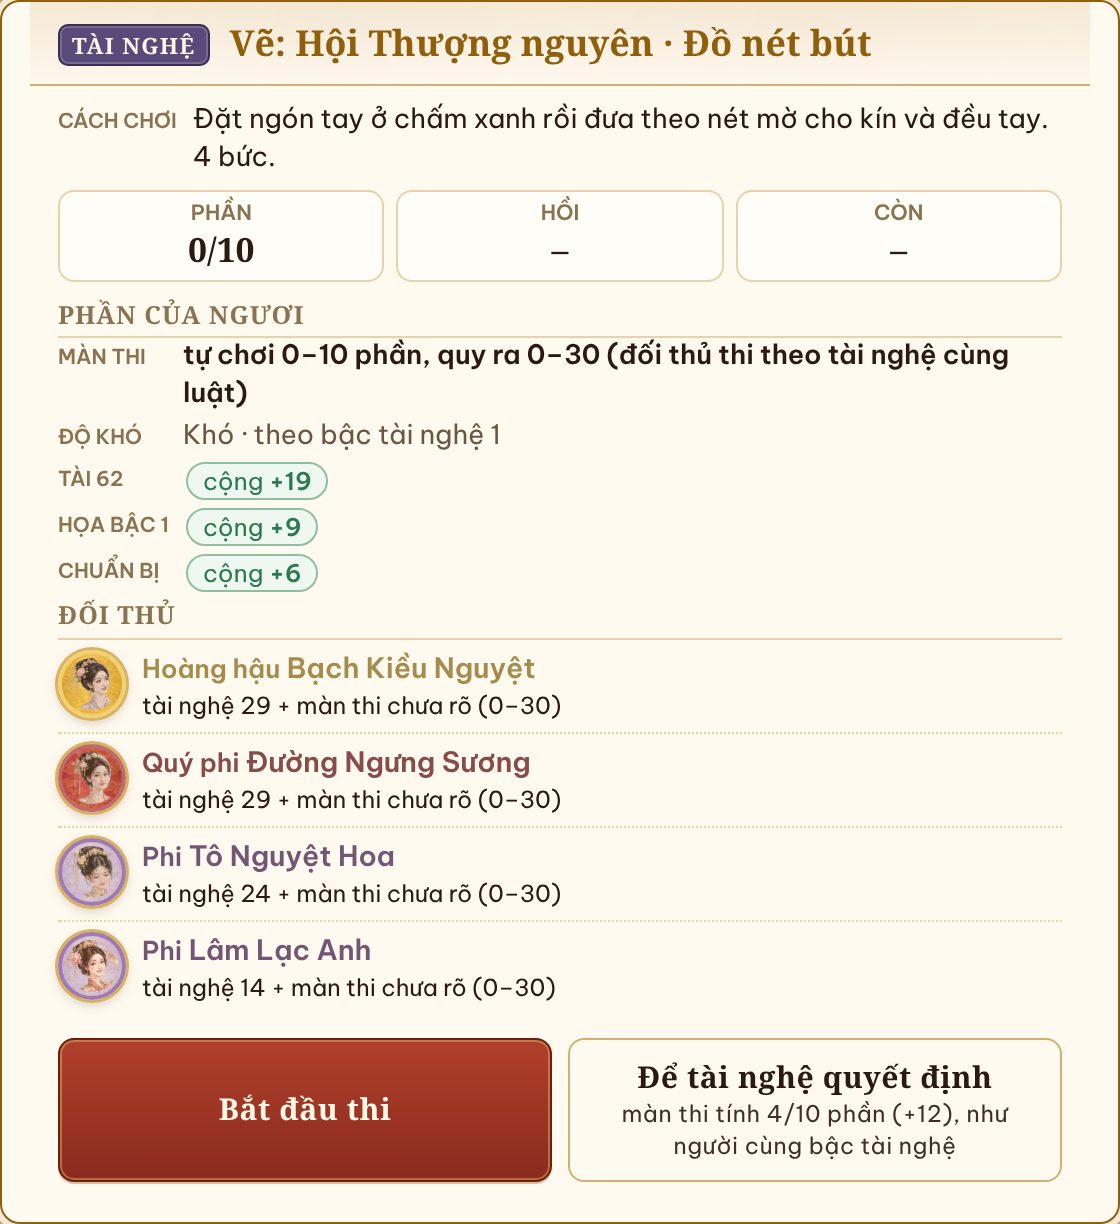 TÀI NGHỆ Vẽ: Hội Thượng nguyên · Đồ nét bút
CÁCH CHƠI Đặt ngón tay ở chấm xanh rồi đưa theo nét mờ cho kín và đều tay.
4 bức.
PHẦN HỒI CÒN
0/10 – –
PHẦN CỦA NGƯƠI
MÀN THI tự chơi 0–10 phần, quy ra 0–30 (đối thủ thi theo tài nghệ cùng
luật)
ĐỘ KHÓ Khó · theo bậc tài nghệ 1
TÀI 62 cộng +19
HỌA BẬC 1 cộng +9
CHUẨN BỊ cộng +6
ĐỐI THỦ
Hoàng hậu Bạch Kiều Nguyệt
tài nghệ 29 + màn thi chưa rõ (0–30)
Quý phi Đường Ngưng Sương
tài nghệ 29 + màn thi chưa rõ (0–30)
Phi Tô Nguyệt Hoa
tài nghệ 24 + màn thi chưa rõ (0–30)
Phi Lâm Lạc Anh
tài nghệ 14 + màn thi chưa rõ (0–30)
Bắt đầu thi
Để tài nghệ quyết định
màn thi tính 4/10 phần (+12), như
người cùng bậc tài nghệ